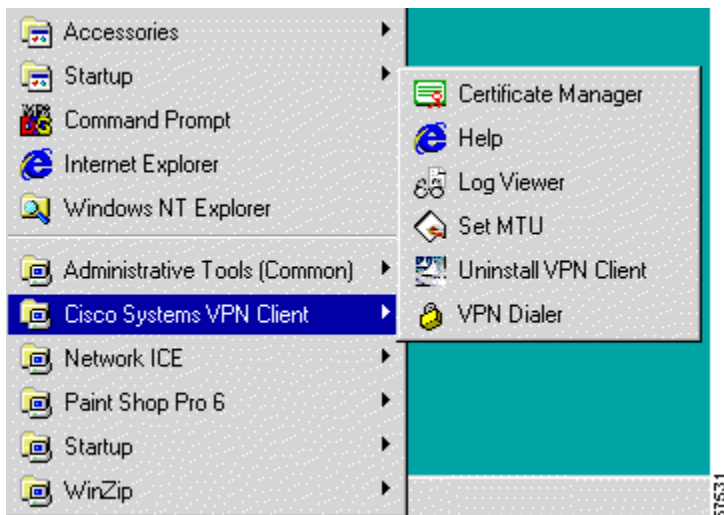 Accessories
Startup
Command Prompt
Internet Explorer
Windows NT Explorer
Administrative Tools (Common)
Cisco Systems VPN Client
Network ICE
Paint Shop Pro 6
Startup
WinZip
Certificate Manager
Help
Log Viewer
Set MTU
Uninstall VPN Client
VPN Dialer